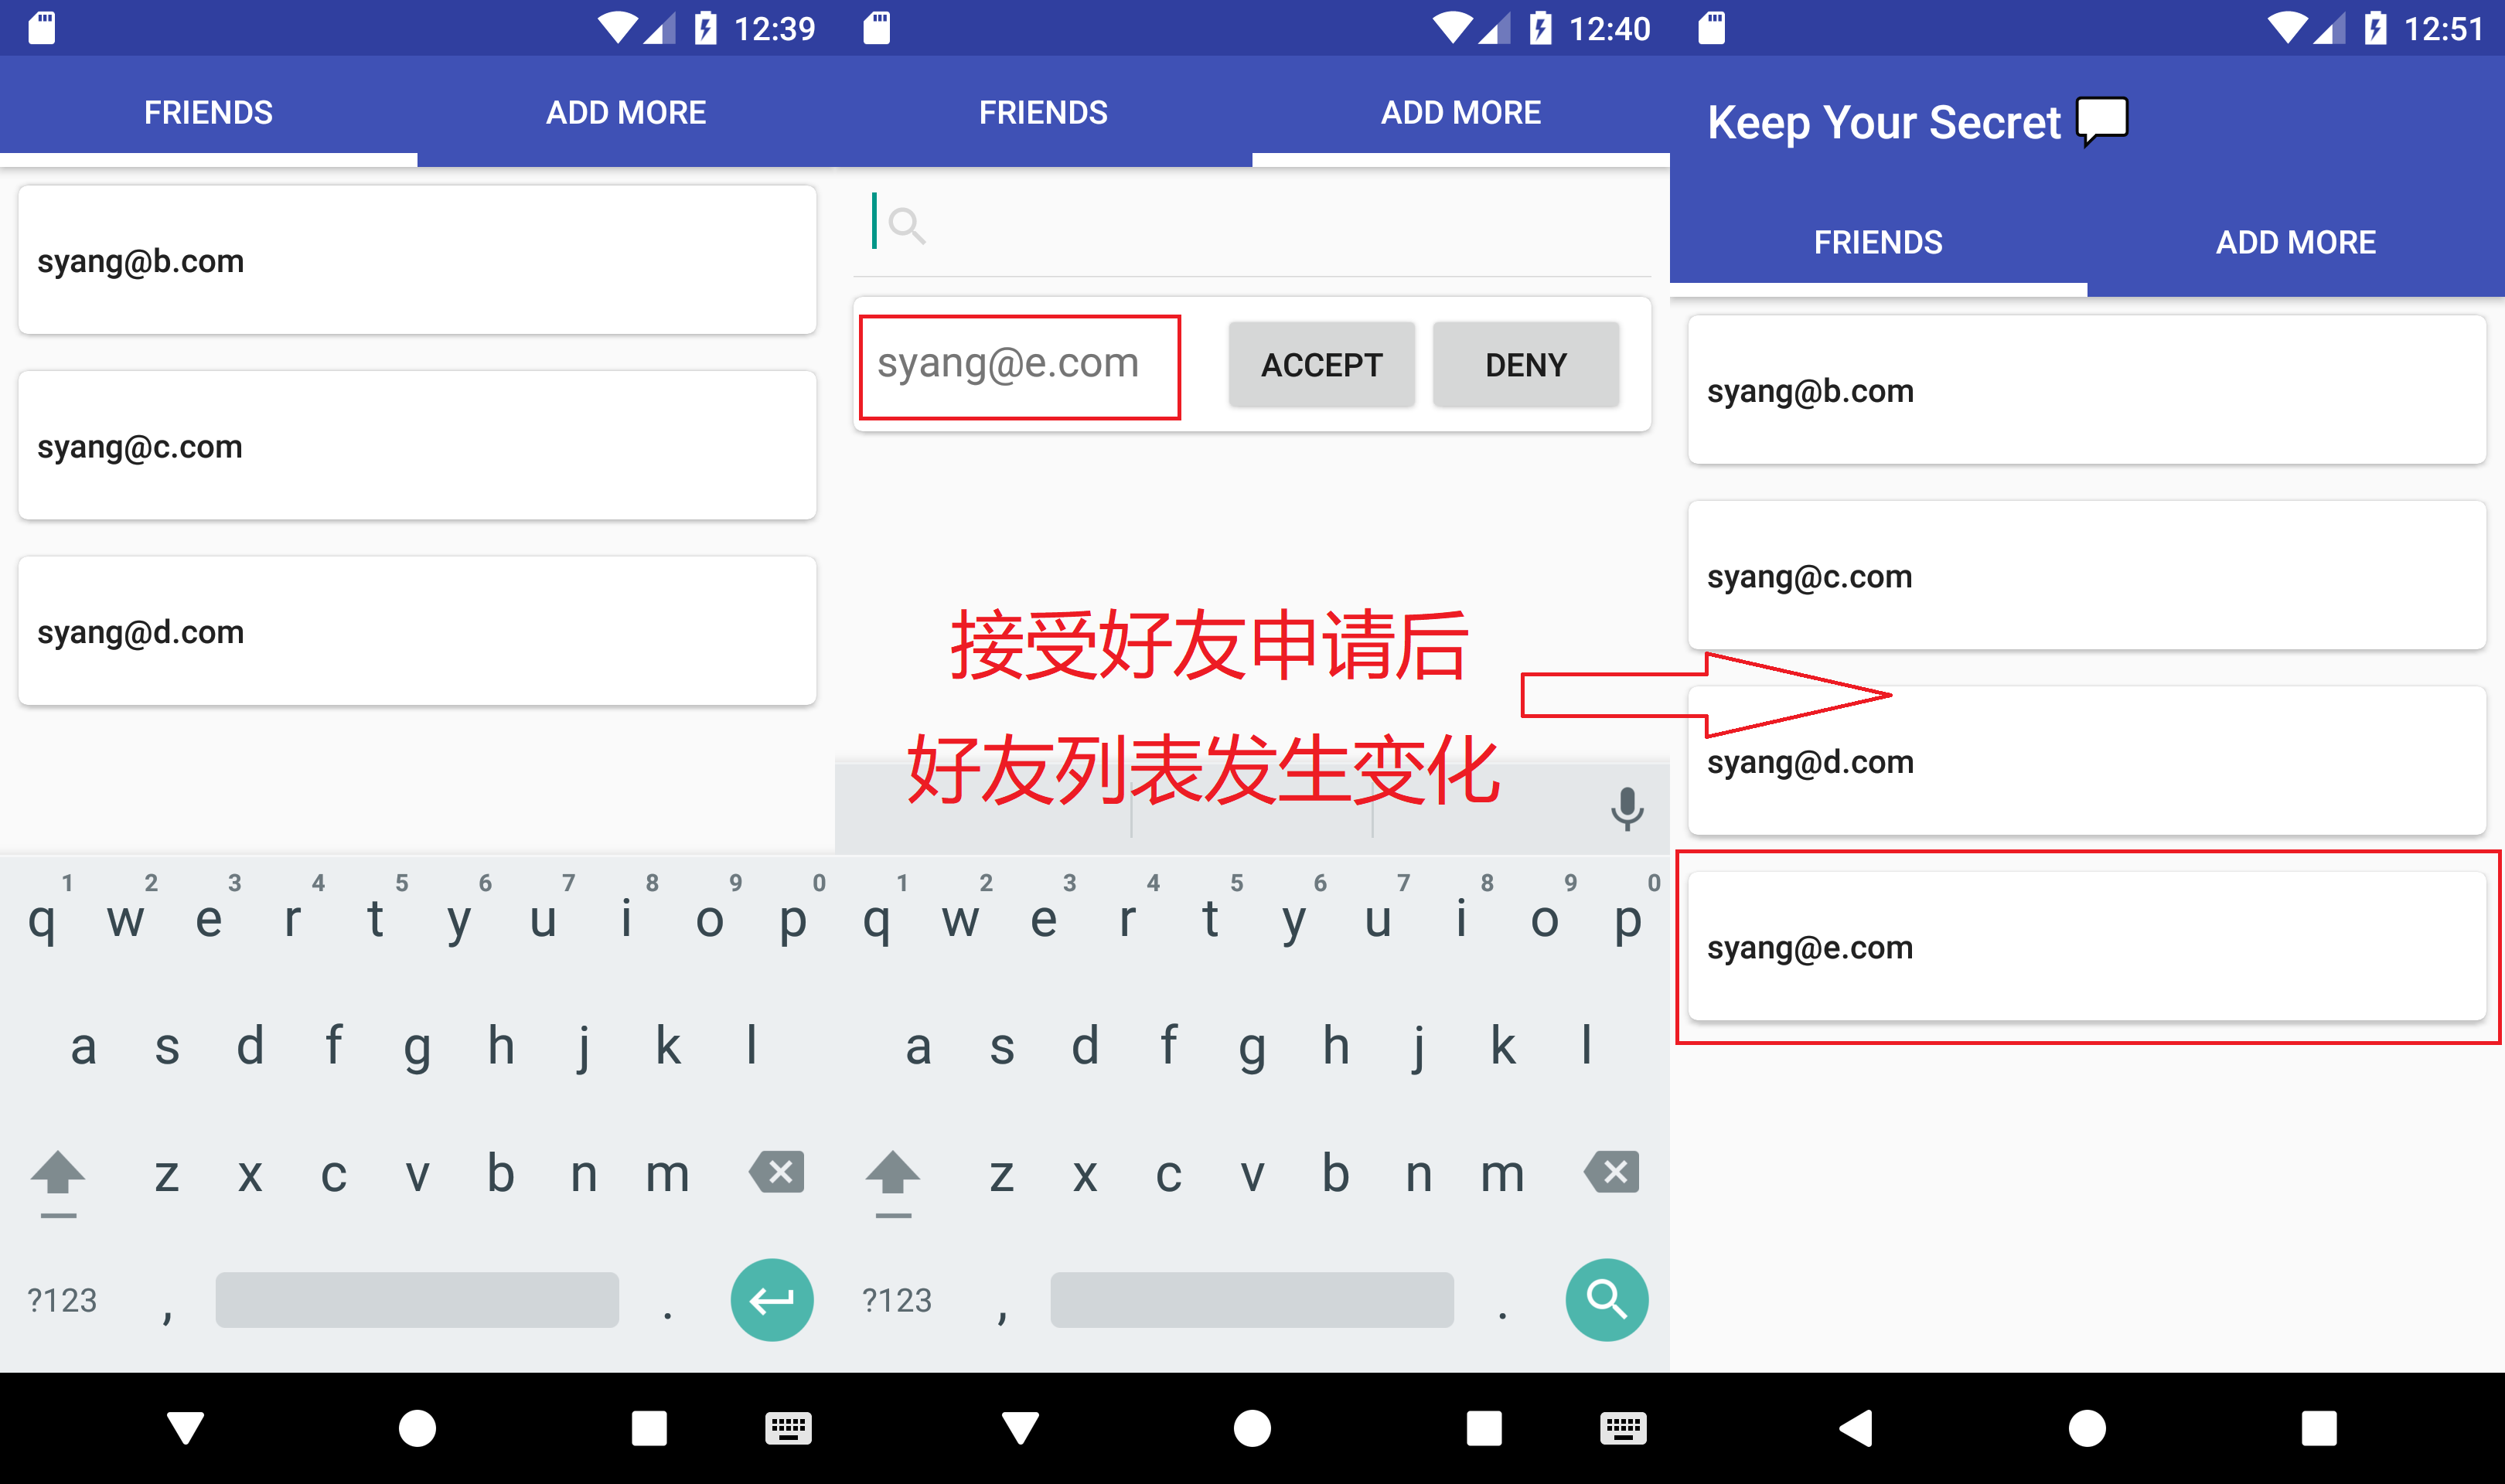 12:39
FRIENDS
ADD MORE
syang@b.com
syang@c.com
syang@d.com
1 2 3 4 5 6 7 8 9 0
q w e r t y u i o p
a s d f g h j k l
z x c v b n m
?123 , .
12:40
FRIENDS
ADD MORE
syang@e.com
ACCEPT
DENY
接受好友申请后
好友列表发生变化
1 2 3 4 5 6 7 8 9 0
q w e r t y u i o p
a s d f g h j k l
z x c v b n m
?123 , .
12:51
Keep Your Secret
FRIENDS
ADD MORE
syang@b.com
syang@c.com
syang@d.com
syang@e.com